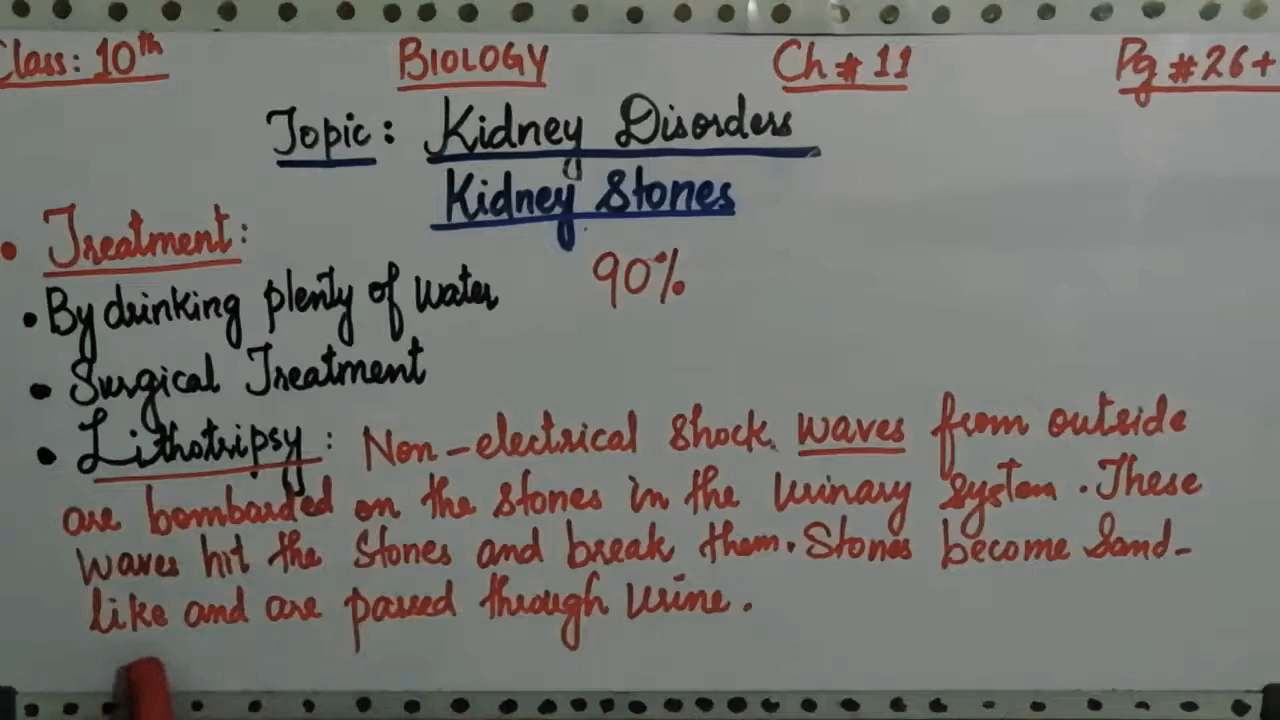 Class: 10th BIOLOGY Ch # 11 Pg # 26+
Topic: Kidney Disorders
Kidney Stones
• Treatment:
90%
• By drinking plenty of water
• Surgical Treatment
• Lithotripsy: Non-electrical shock waves from outside
are bombarded on the stones in the urinary system. These
waves hit the stones and break them. Stones become sand-
like and are passed through urine.